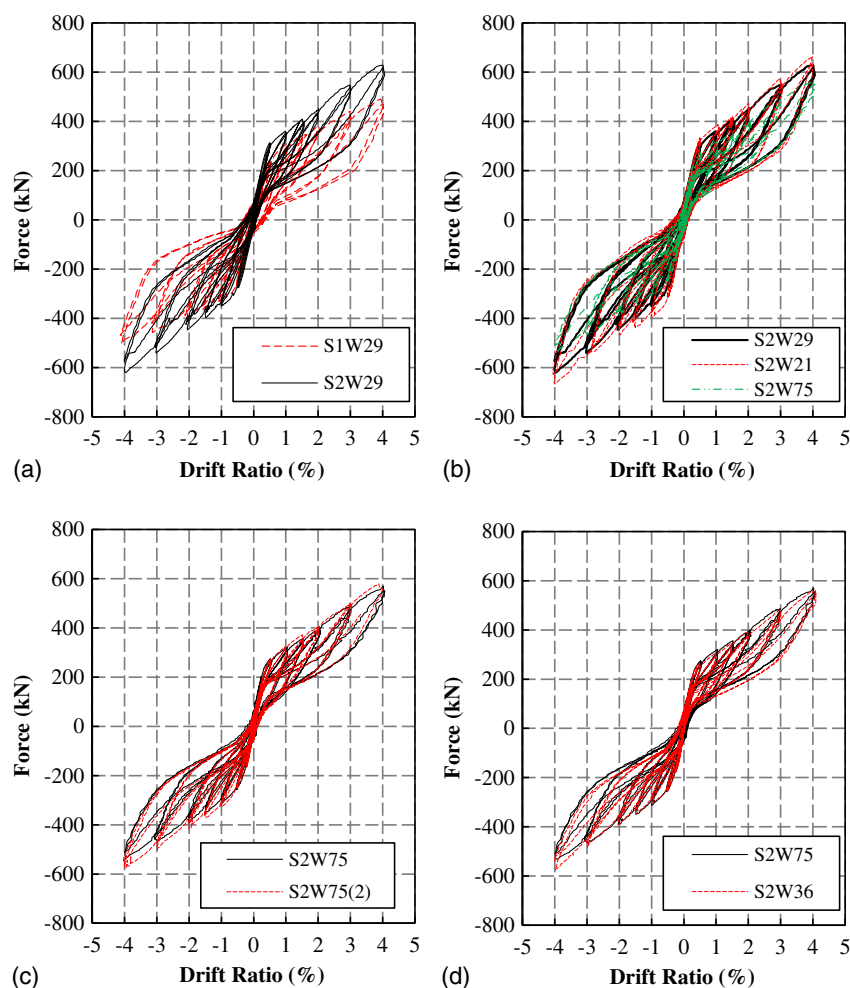 800
600
400
200
0
-200
-400
-600
-800
-5 -4 -3 -2 -1 0 1 2 3 4 5
Force (kN)
Drift Ratio (%)
S1W29
S2W29
(a)
800
600
400
200
0
-200
-400
-600
-800
-5 -4 -3 -2 -1 0 1 2 3 4 5
Force (kN)
Drift Ratio (%)
S2W29
S2W21
S2W75
(b)
800
600
400
200
0
-200
-400
-600
-800
-5 -4 -3 -2 -1 0 1 2 3 4 5
Force (kN)
Drift Ratio (%)
S2W75
S2W75(2)
(c)
800
600
400
200
0
-200
-400
-600
-800
-5 -4 -3 -2 -1 0 1 2 3 4 5
Force (kN)
Drift Ratio (%)
S2W75
S2W36
(d)